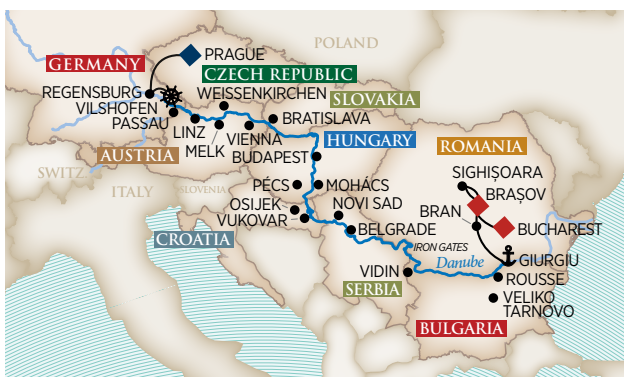 POLAND
PRAGUE
GERMANY
CZECH REPUBLIC
REGENSBURG
WEISSENKIRCHEN
SLOVAKIA
VILSHOFEN
PASSAU
BRATISLAVA
LINZ
VIENNA
HUNGARY
MELK
ROMANIA
AUSTRIA
BUDAPEST
SWITZ
SIGHIȘOARA
ITALY
SLOVENIA
PÉCS
MOHÁCS
BRAȘOV
OSIJEK
NOVI SAD
BRAN
VUKOVAR
BUCHAREST
CROATIA
BELGRADE
IRON GATES
Danube
GIURGIU
VIDIN
ROUSSE
SERBIA
VELIKO
TARNOVO
BULGARIA